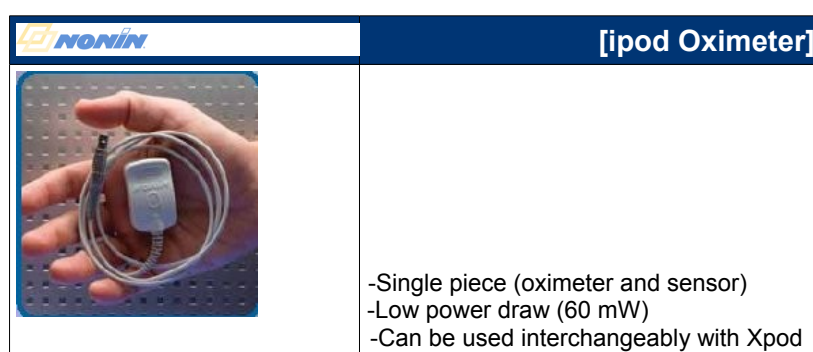 NONIN.
[ipod Oximeter]
-Single piece (oximeter and sensor)
-Low power draw (60 mW)
-Can be used interchangeably with Xpod